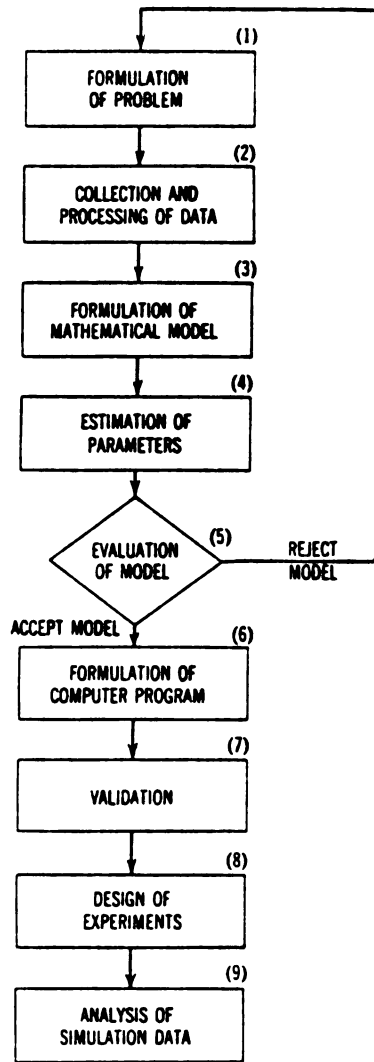 (1)
FORMULATION
OF PROBLEM
(2)
COLLECTION AND
PROCESSING OF DATA
(3)
FORMULATION OF
MATHEMATICAL MODEL
(4)
ESTIMATION OF
PARAMETERS
(5)
EVALUATION
OF MODEL
REJECT
MODEL
ACCEPT MODEL
(6)
FORMULATION OF
COMPUTER PROGRAM
(7)
VALIDATION
(8)
DESIGN OF
EXPERIMENTS
(9)
ANALYSIS OF
SIMULATION DATA